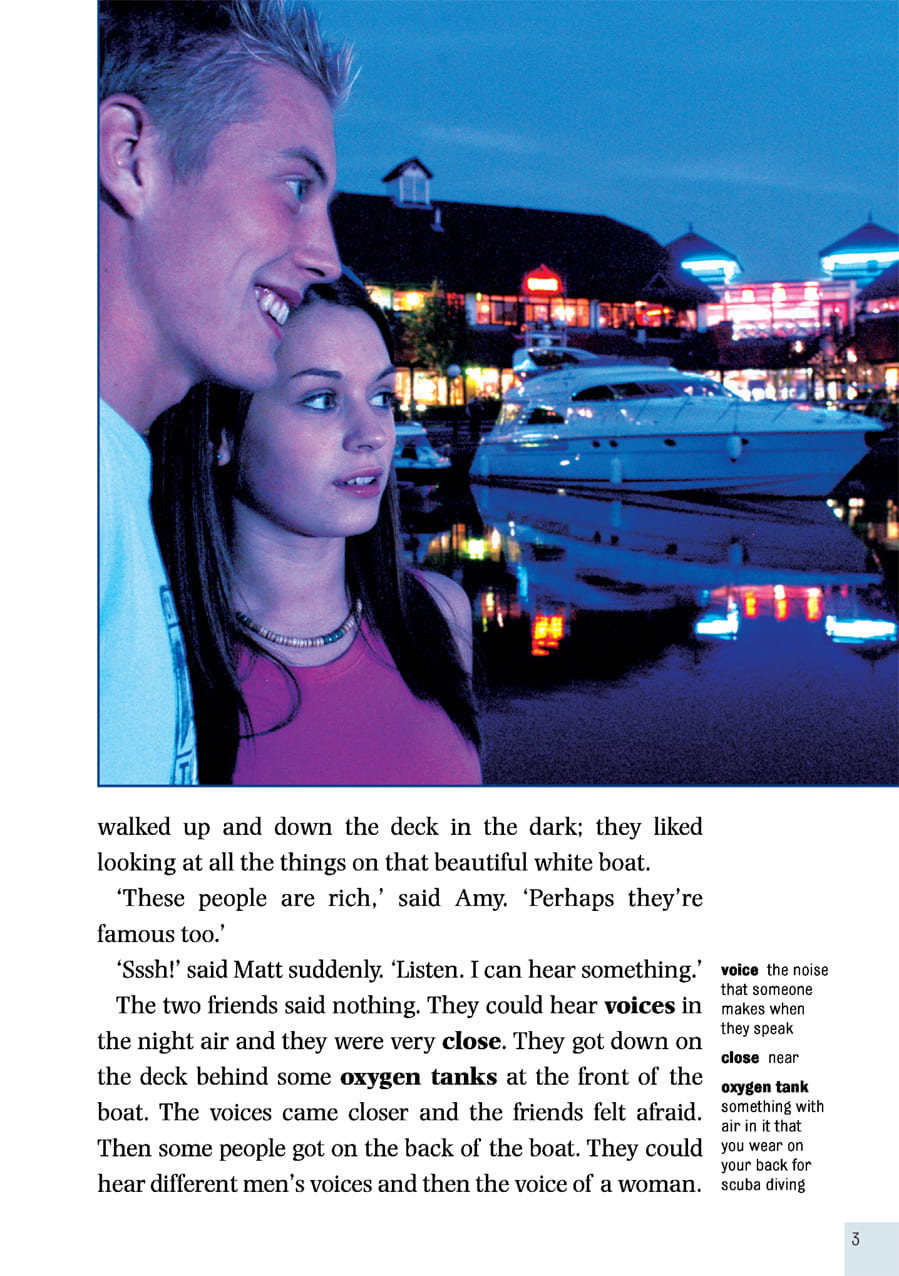 walked up and down the deck in the dark; they liked
looking at all the things on that beautiful white boat.
‘These people are rich,’ said Amy. ‘Perhaps they’re
famous too.’
‘Sssh!’ said Matt suddenly. ‘Listen. I can hear something.’
The two friends said nothing. They could hear voices in
the night air and they were very close. They got down on
the deck behind some oxygen tanks at the front of the
boat. The voices came closer and the friends felt afraid.
Then some people got on the back of the boat. They could
hear different men’s voices and then the voice of a woman.
voice the noise
that someone
makes when
they speak
close near
oxygen tank
something with
air in it that
you wear on
your back for
scuba diving
3